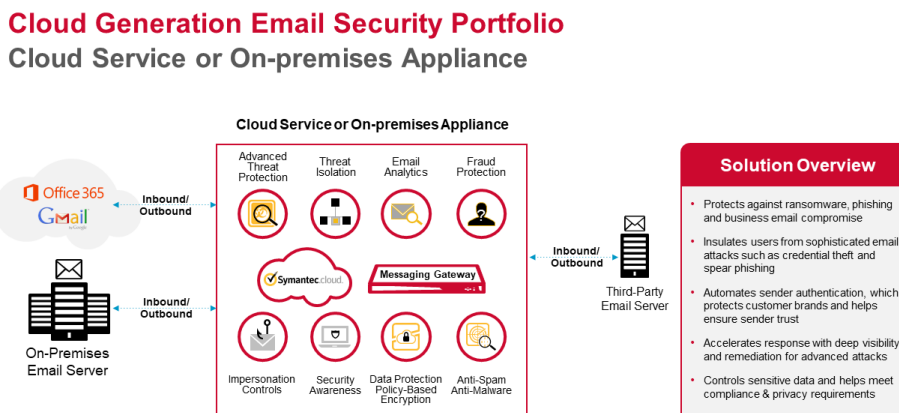 Cloud Generation Email Security Portfolio
Cloud Service or On-premises Appliance
Cloud Service or On-premises Appliance
Advanced
Threat
Protection
Threat
Isolation
Email
Analytics
Fraud
Protection
Office 365
Gmail
by Google
Inbound/
Outbound
Symantec.cloud
Messaging Gateway
Inbound/
Outbound
Third-Party
Email Server
Inbound/
Outbound
On-Premises
Email Server
Impersonation
Controls
Security
Awareness
Data Protection
Policy-Based
Encryption
Anti-Spam
Anti-Malware
Solution Overview
• Protects against ransomware, phishing
and business email compromise
• Insulates users from sophisticated email
attacks such as credential theft and
spear phishing
• Automates sender authentication, which
protects customer brands and helps
ensure sender trust
• Accelerates response with deep visibility
and remediation for advanced attacks
• Controls sensitive data and helps meet
compliance & privacy requirements